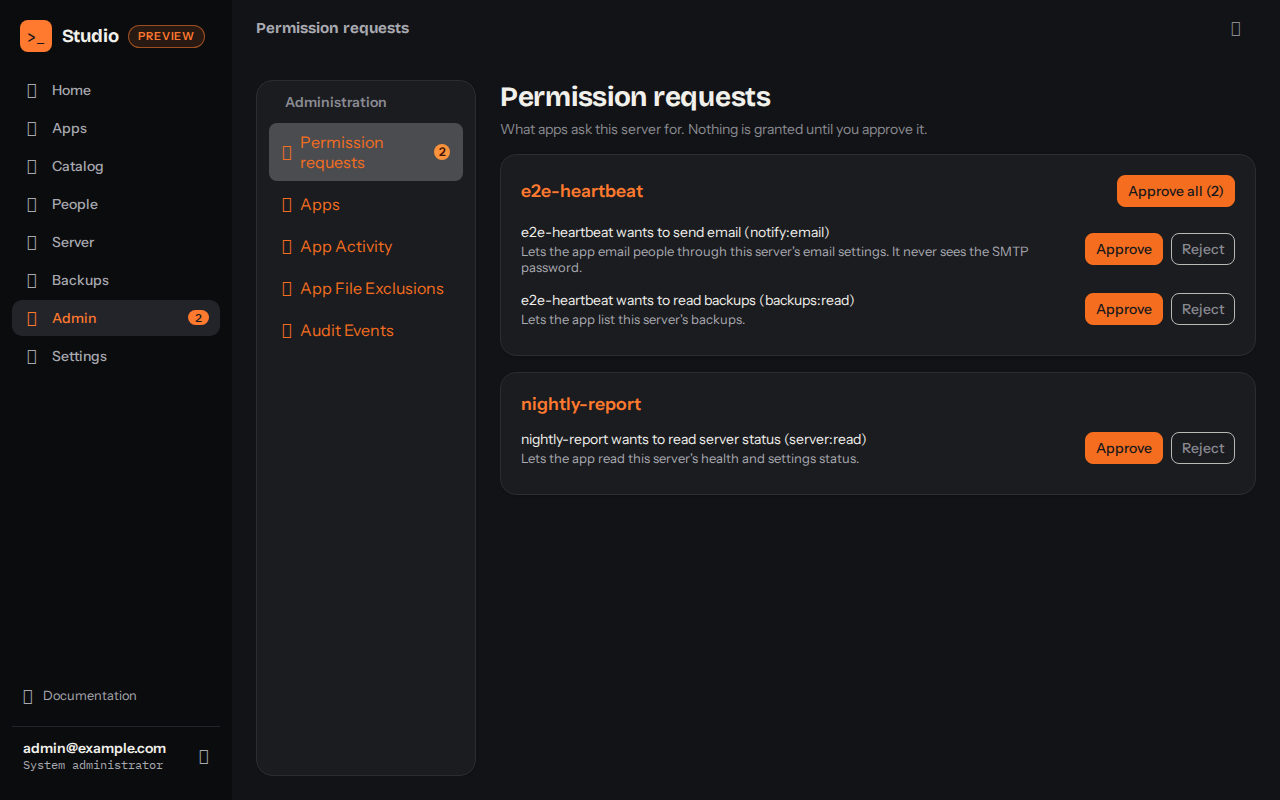 >_ Studio PREVIEW
Home
Apps
Catalog
People
Server
Backups
Admin 2
Settings
Documentation
admin@example.com
System administrator
Permission requests
Administration
Permission
requests
2
Apps
App Activity
App File Exclusions
Audit Events
Permission requests
What apps ask this server for. Nothing is granted until you approve it.
e2e-heartbeat
Approve all (2)
e2e-heartbeat wants to send email (notify:email)
Lets the app email people through this server's email settings. It never sees the SMTP
password.
Approve Reject
e2e-heartbeat wants to read backups (backups:read)
Lets the app list this server's backups.
Approve Reject
nightly-report
nightly-report wants to read server status (server:read)
Lets the app read this server's health and settings status.
Approve Reject